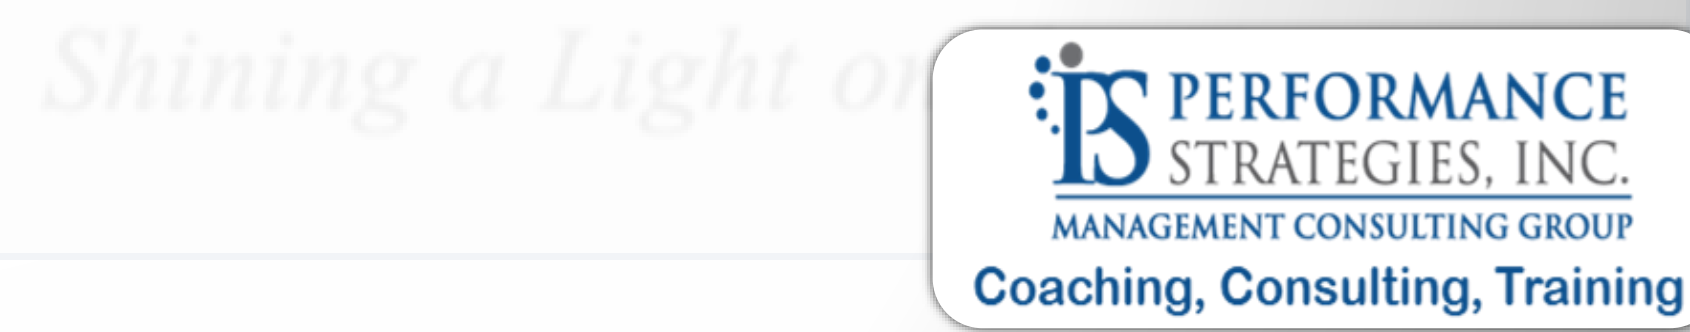 Shining a Light on
PS PERFORMANCE
STRATEGIES, INC.
MANAGEMENT CONSULTING GROUP
Coaching, Consulting, Training